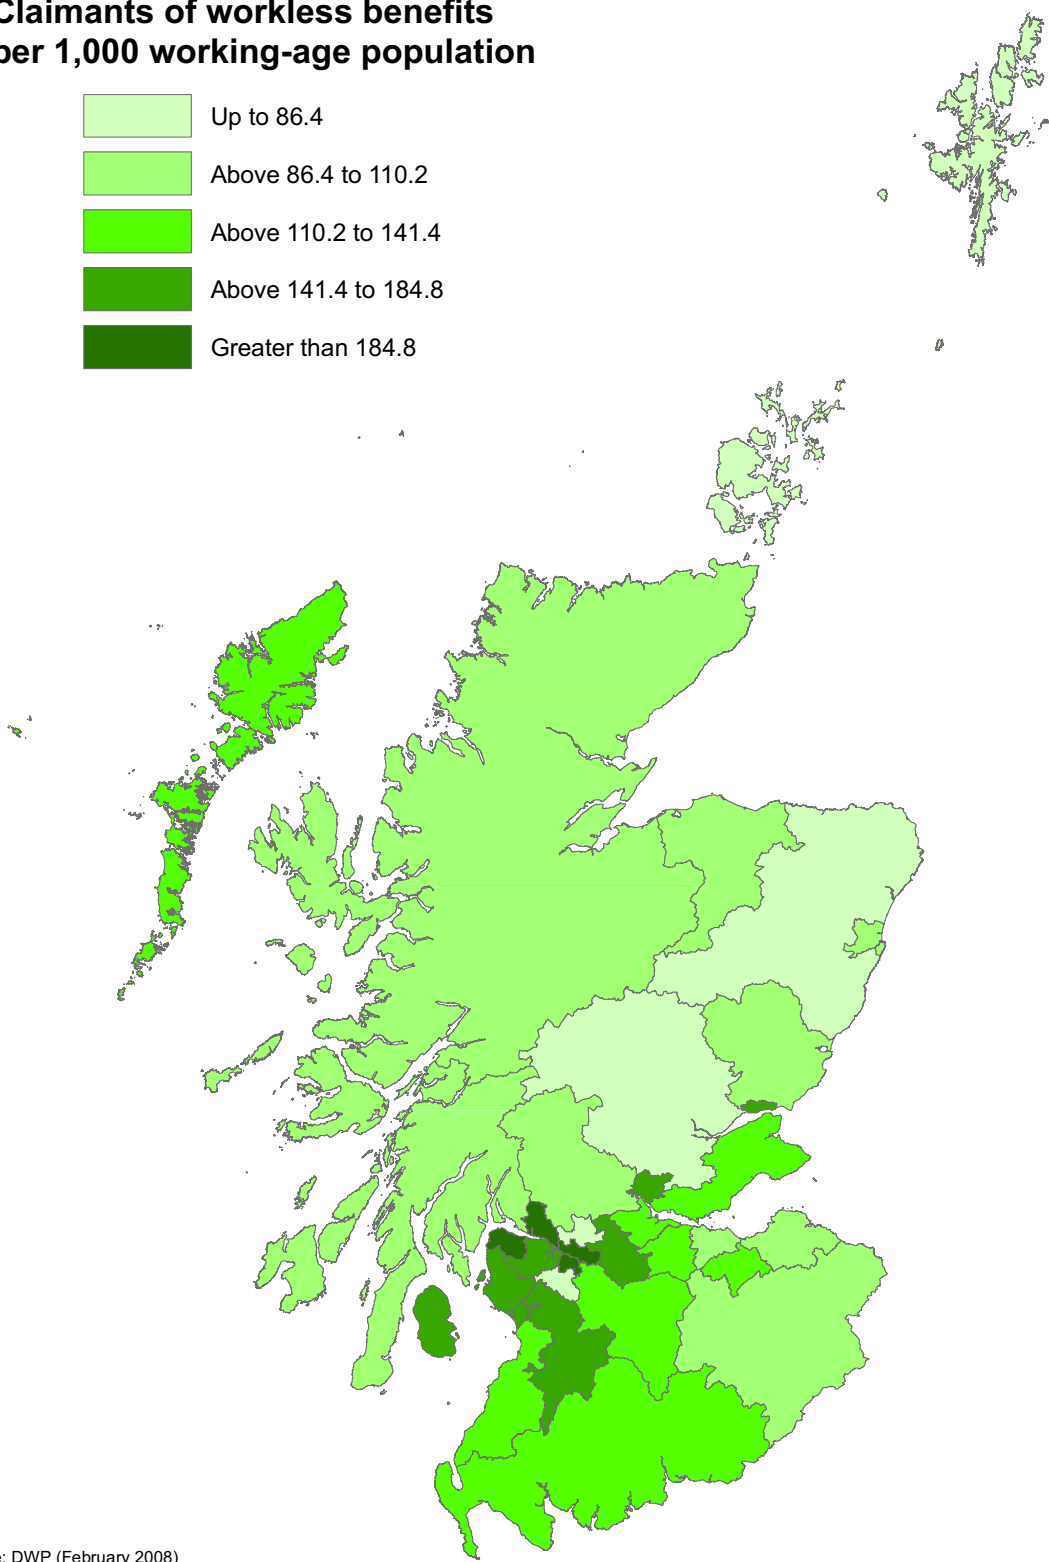 Claimants of workless benefits
per 1,000 working-age population
Up to 86.4
Above 86.4 to 110.2
Above 110.2 to 141.4
Above 141.4 to 184.8
Greater than 184.8
e: DWP (February 2008)